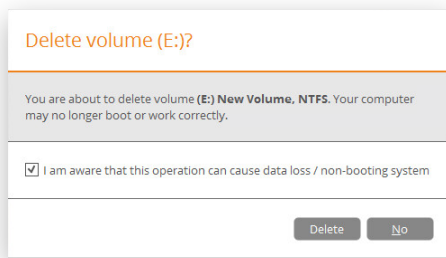 Delete volume (E:)?
You are about to delete volume (E:) New Volume, NTFS. Your computer
may no longer boot or work correctly.
I am aware that this operation can cause data loss / non-booting system
Delete No